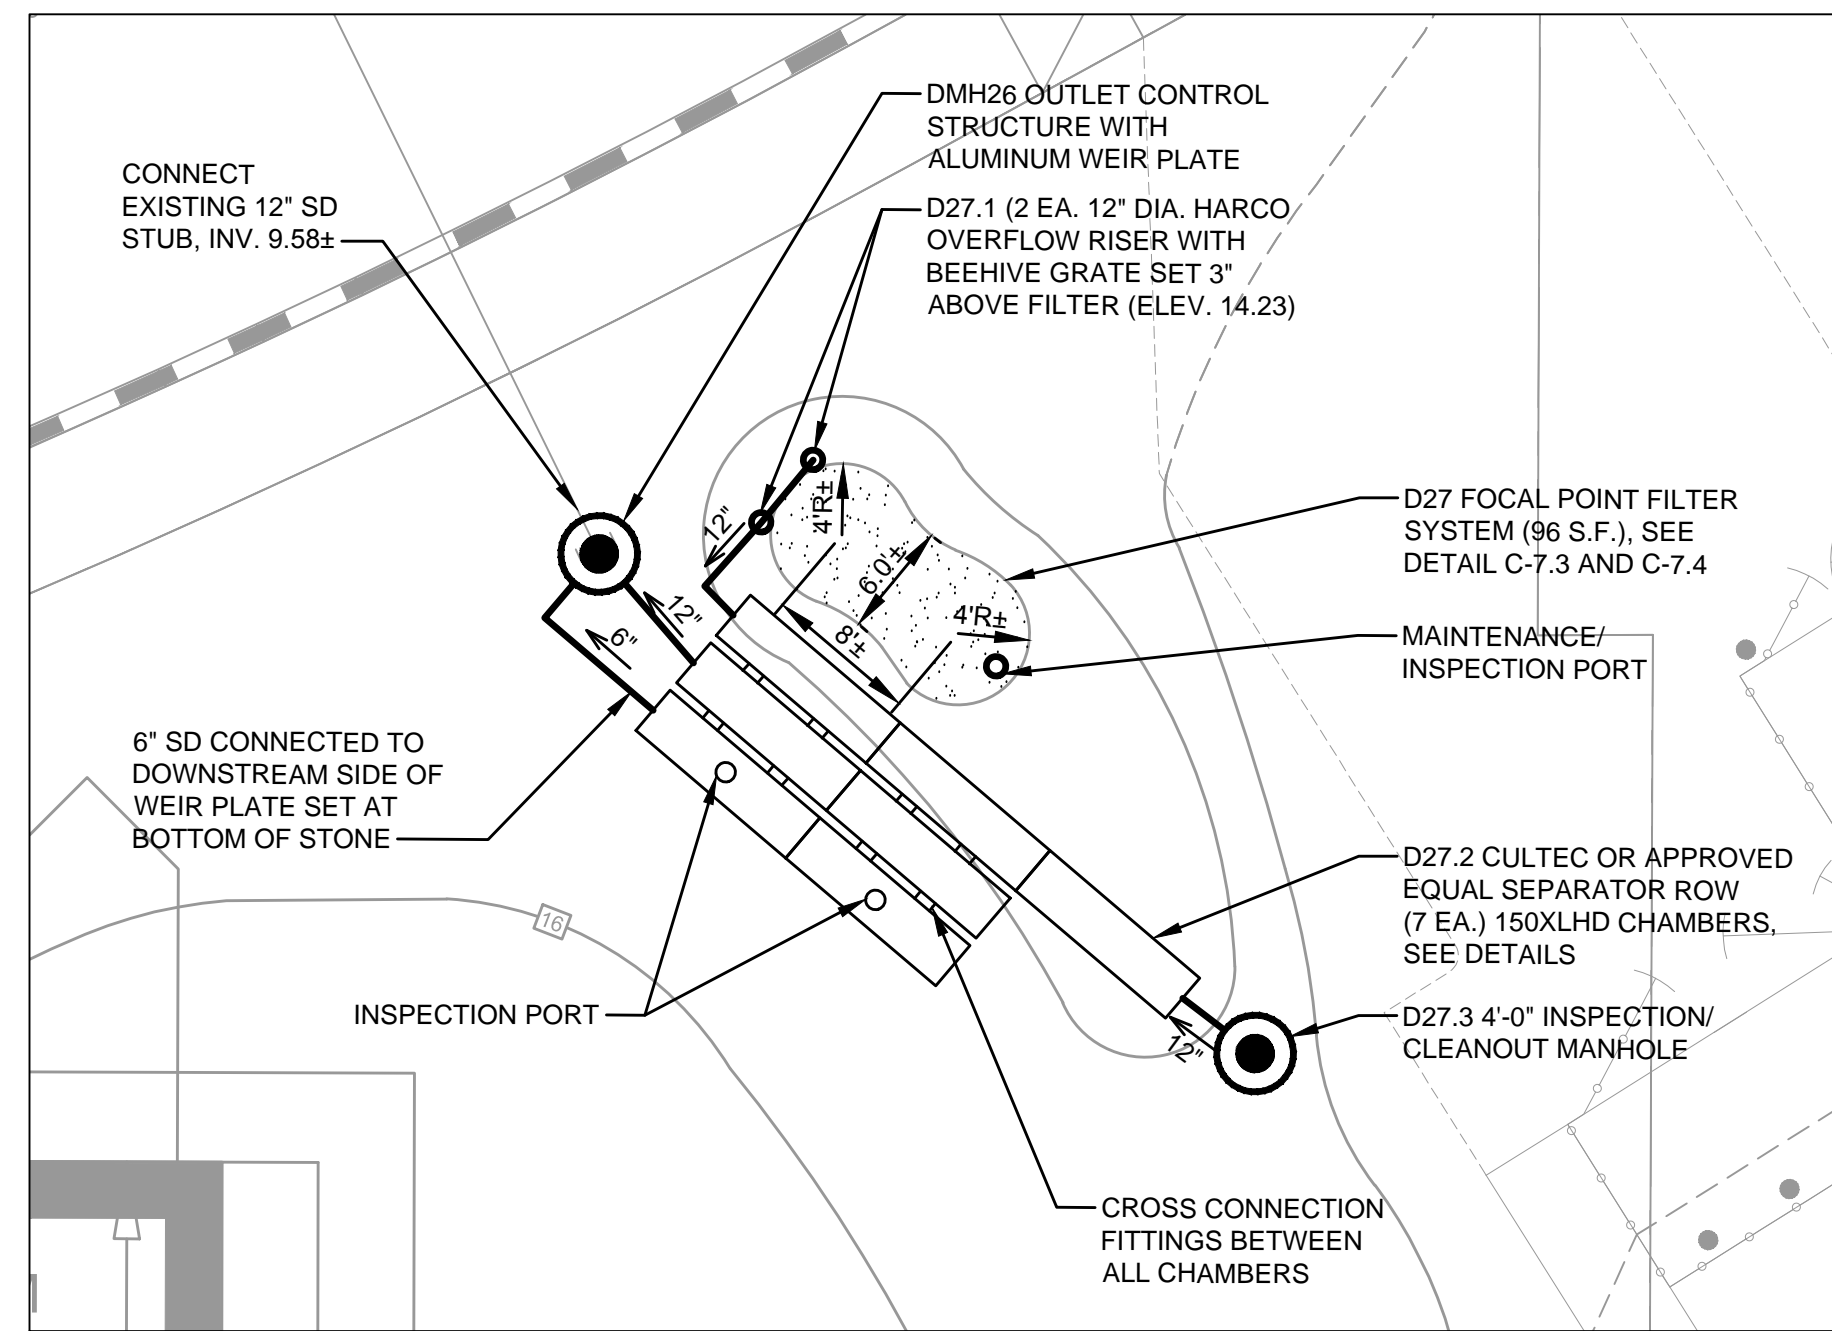 DMH26 OUTLET CONTROL
STRUCTURE WITH
ALUMINUM WEIR PLATE
CONNECT
EXISTING 12" SD
STUB, INV. 9.58±
D27.1 (2 EA. 12" DIA. HARCO
OVERFLOW RISER WITH
BEEHIVE GRATE SET 3"
ABOVE FILTER (ELEV. 14.23)
4'R±
12"
6.0'±
D27 FOCAL POINT FILTER
SYSTEM (96 S.F.), SEE
DETAIL C-7.3 AND C-7.4
12"
6"
8'±
4'R±
MAINTENANCE/
INSPECTION PORT
6" SD CONNECTED TO
DOWNSTREAM SIDE OF
WEIR PLATE SET AT
BOTTOM OF STONE
D27.2 CULTEC OR APPROVED
EQUAL SEPARATOR ROW
(7 EA.) 150XLHD CHAMBERS,
SEE DETAILS
16
INSPECTION PORT
D27.3 4'-0" INSPECTION/
CLEANOUT MANHOLE
12"
CROSS CONNECTION
FITTINGS BETWEEN
ALL CHAMBERS